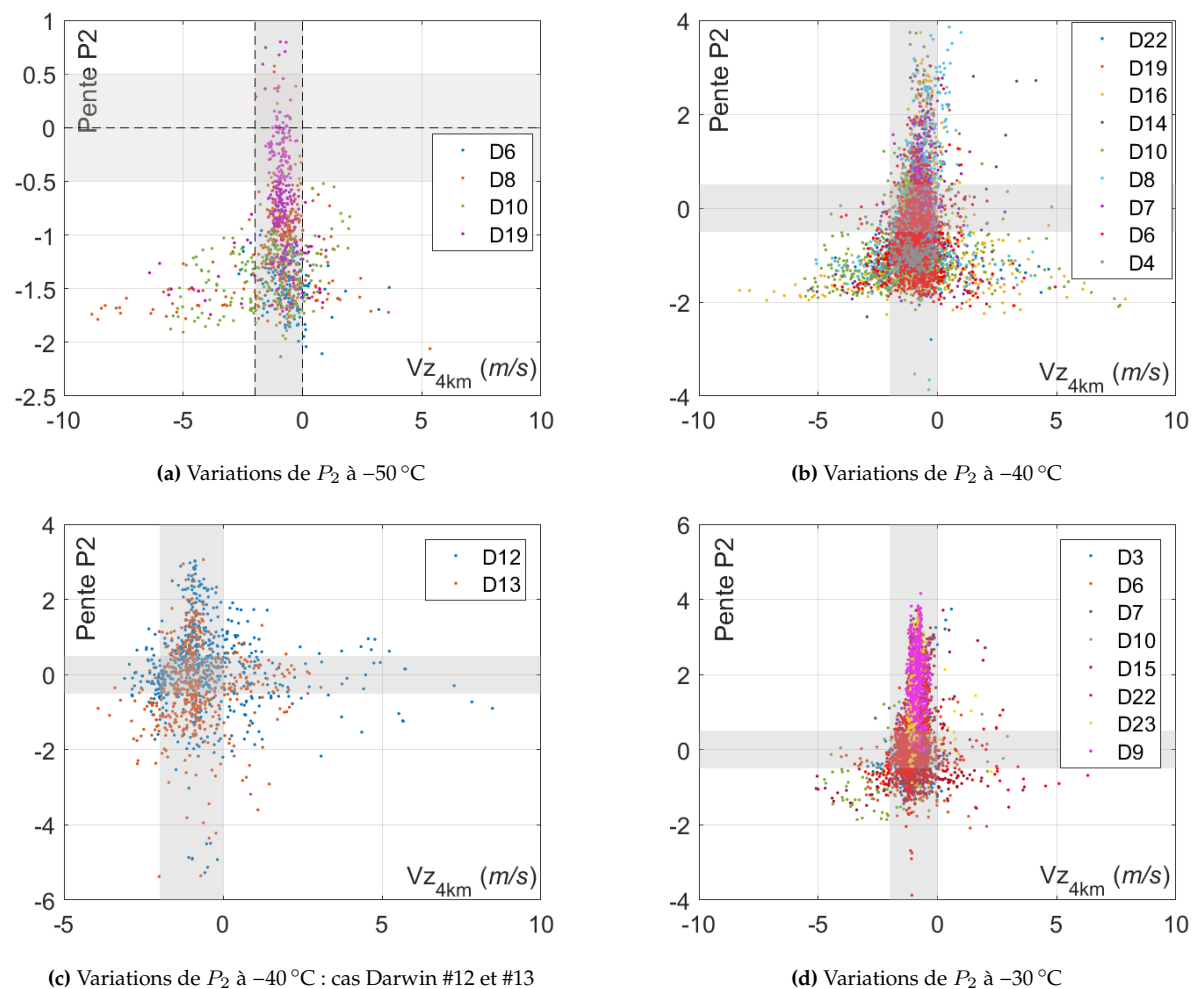 Pente P2
1
0.5
0
-0.5
-1
-1.5
-2
-2.5
-10
-5
0
5
10
Vz4km (m/s)
D6
D8
D10
D19
(a) Variations de P2 à −50 °C
Pente P2
4
2
0
-2
-4
-10
-5
0
5
10
Vz4km (m/s)
D22
D19
D16
D14
D10
D8
D7
D6
D4
(b) Variations de P2 à −40 °C
Pente P2
4
2
0
-2
-4
-6
-5
0
5
10
Vz4km (m/s)
D12
D13
(c) Variations de P2 à −40 °C : cas Darwin #12 et #13
Pente P2
6
4
2
0
-2
-4
-10
-5
0
5
10
Vz4km (m/s)
D3
D6
D7
D10
D15
D22
D23
D9
(d) Variations de P2 à −30 °C